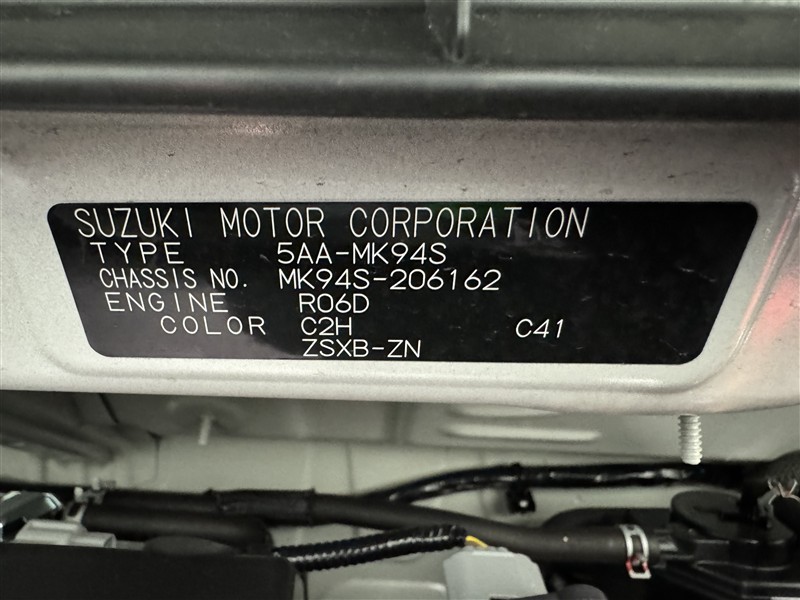 SUZUKI MOTOR CORPORATION
TYPE 5AA-MK94S
CHASSIS NO. MK94S-206162
ENGINE R06D
COLOR C2H C41
ZSXB-ZN